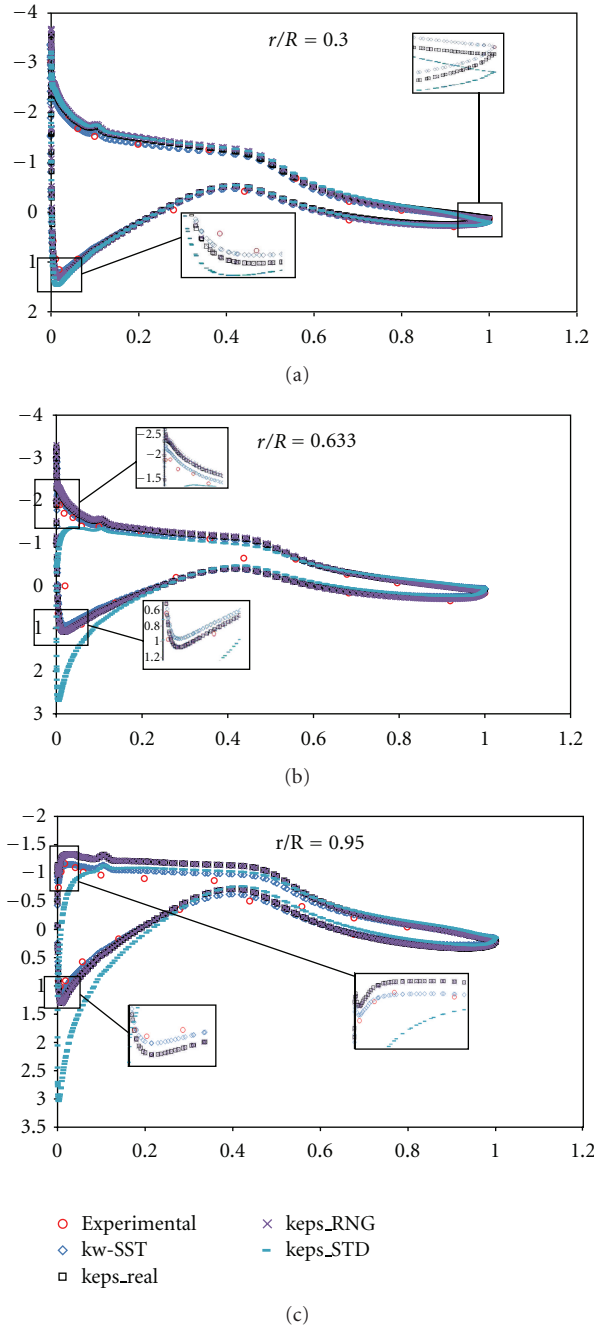 −4
−3
r/R = 0.3
−2
−1
0
1
2
0 0.2 0.4 0.6 0.8 1 1.2
(a)
−4
−2.5
r/R = 0.633
−3
−2
−2
−1.5
−1
0
0.6
0.8
1
1
1.2
2
3
0 0.2 0.4 0.6 0.8 1 1.2
(b)
−2
−1.5
r/R = 0.95
−1
−0.5
0
0.5
1
1.5
2
2.5
3
3.5
0 0.2 0.4 0.6 0.8 1 1.2
Experimental keps_RNG
kw-SST keps_STD
keps_real
(c)